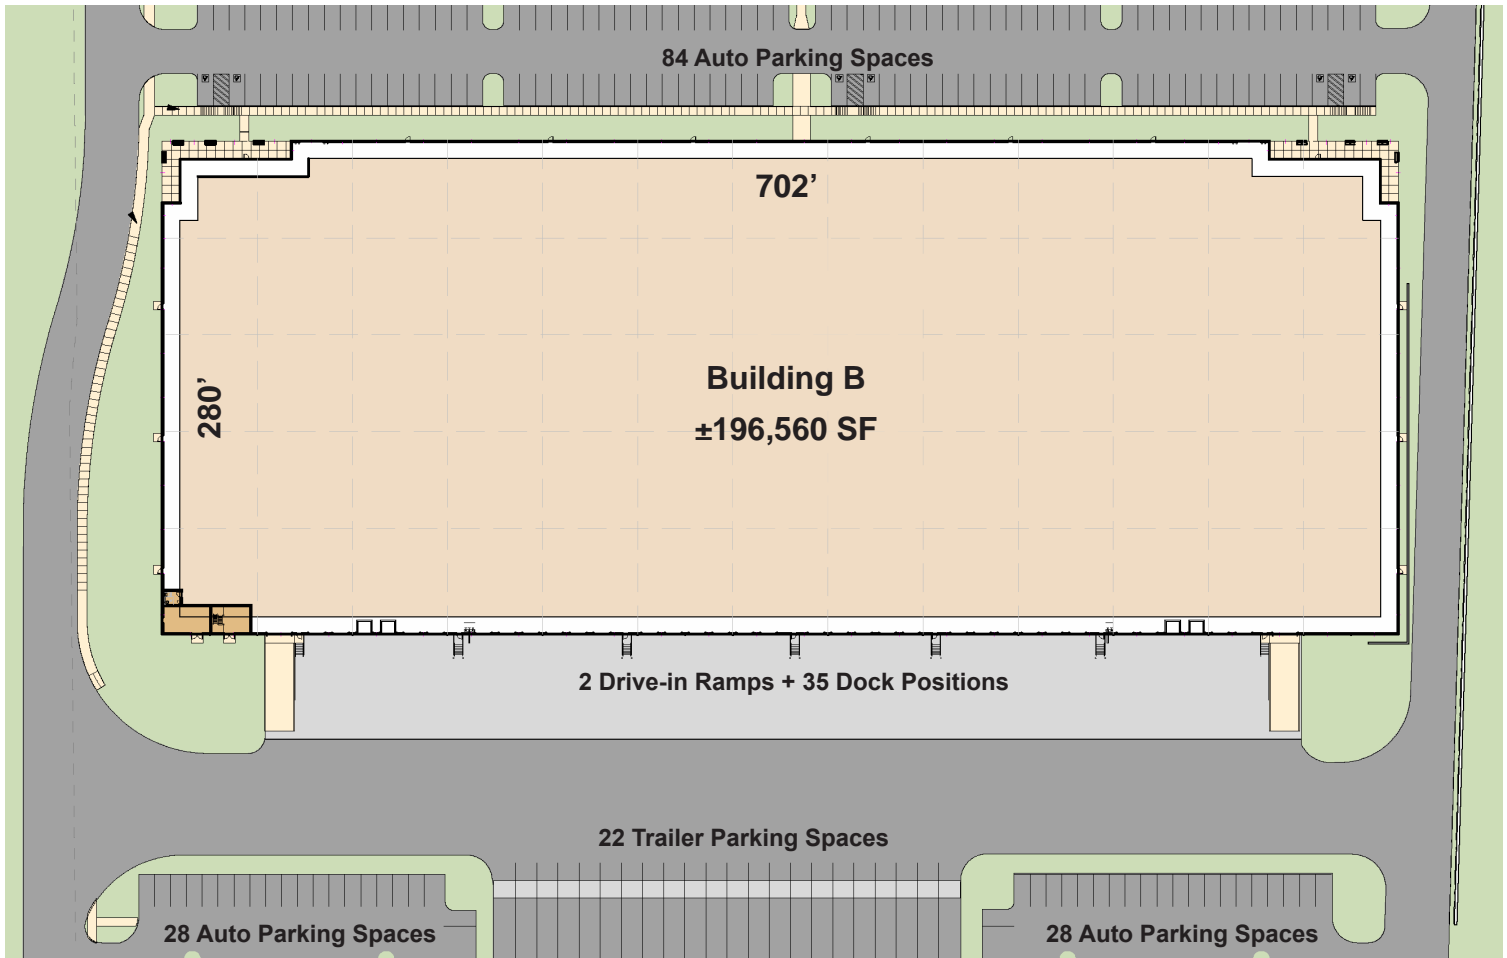 84 Auto Parking Spaces
702’
280’
Building B
±196,560 SF
2 Drive-in Ramps + 35 Dock Positions
22 Trailer Parking Spaces
28 Auto Parking Spaces
28 Auto Parking Spaces